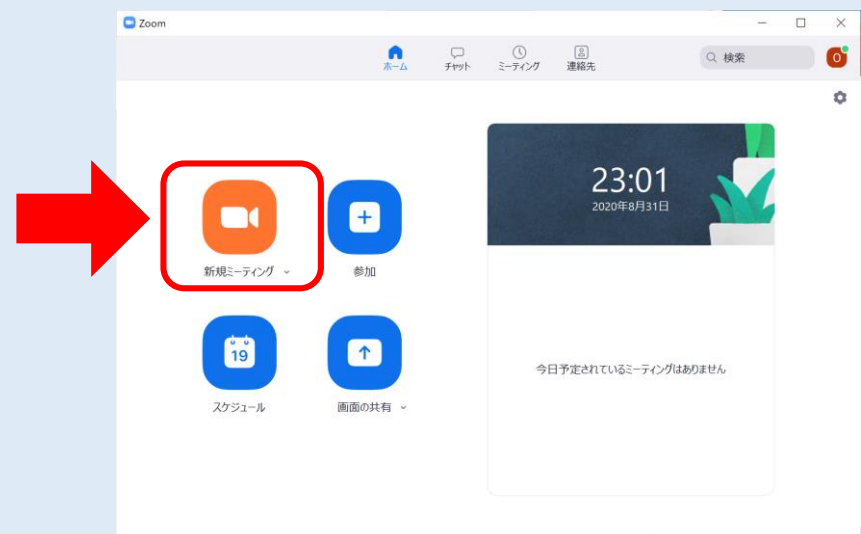 Zoom
ホーム
チャット
ミーティング
連絡先
検索
O
23:01
2020年8月31日
新規ミーティング
参加
19
スケジュール
画面の共有
今日予定されているミーティングはありません